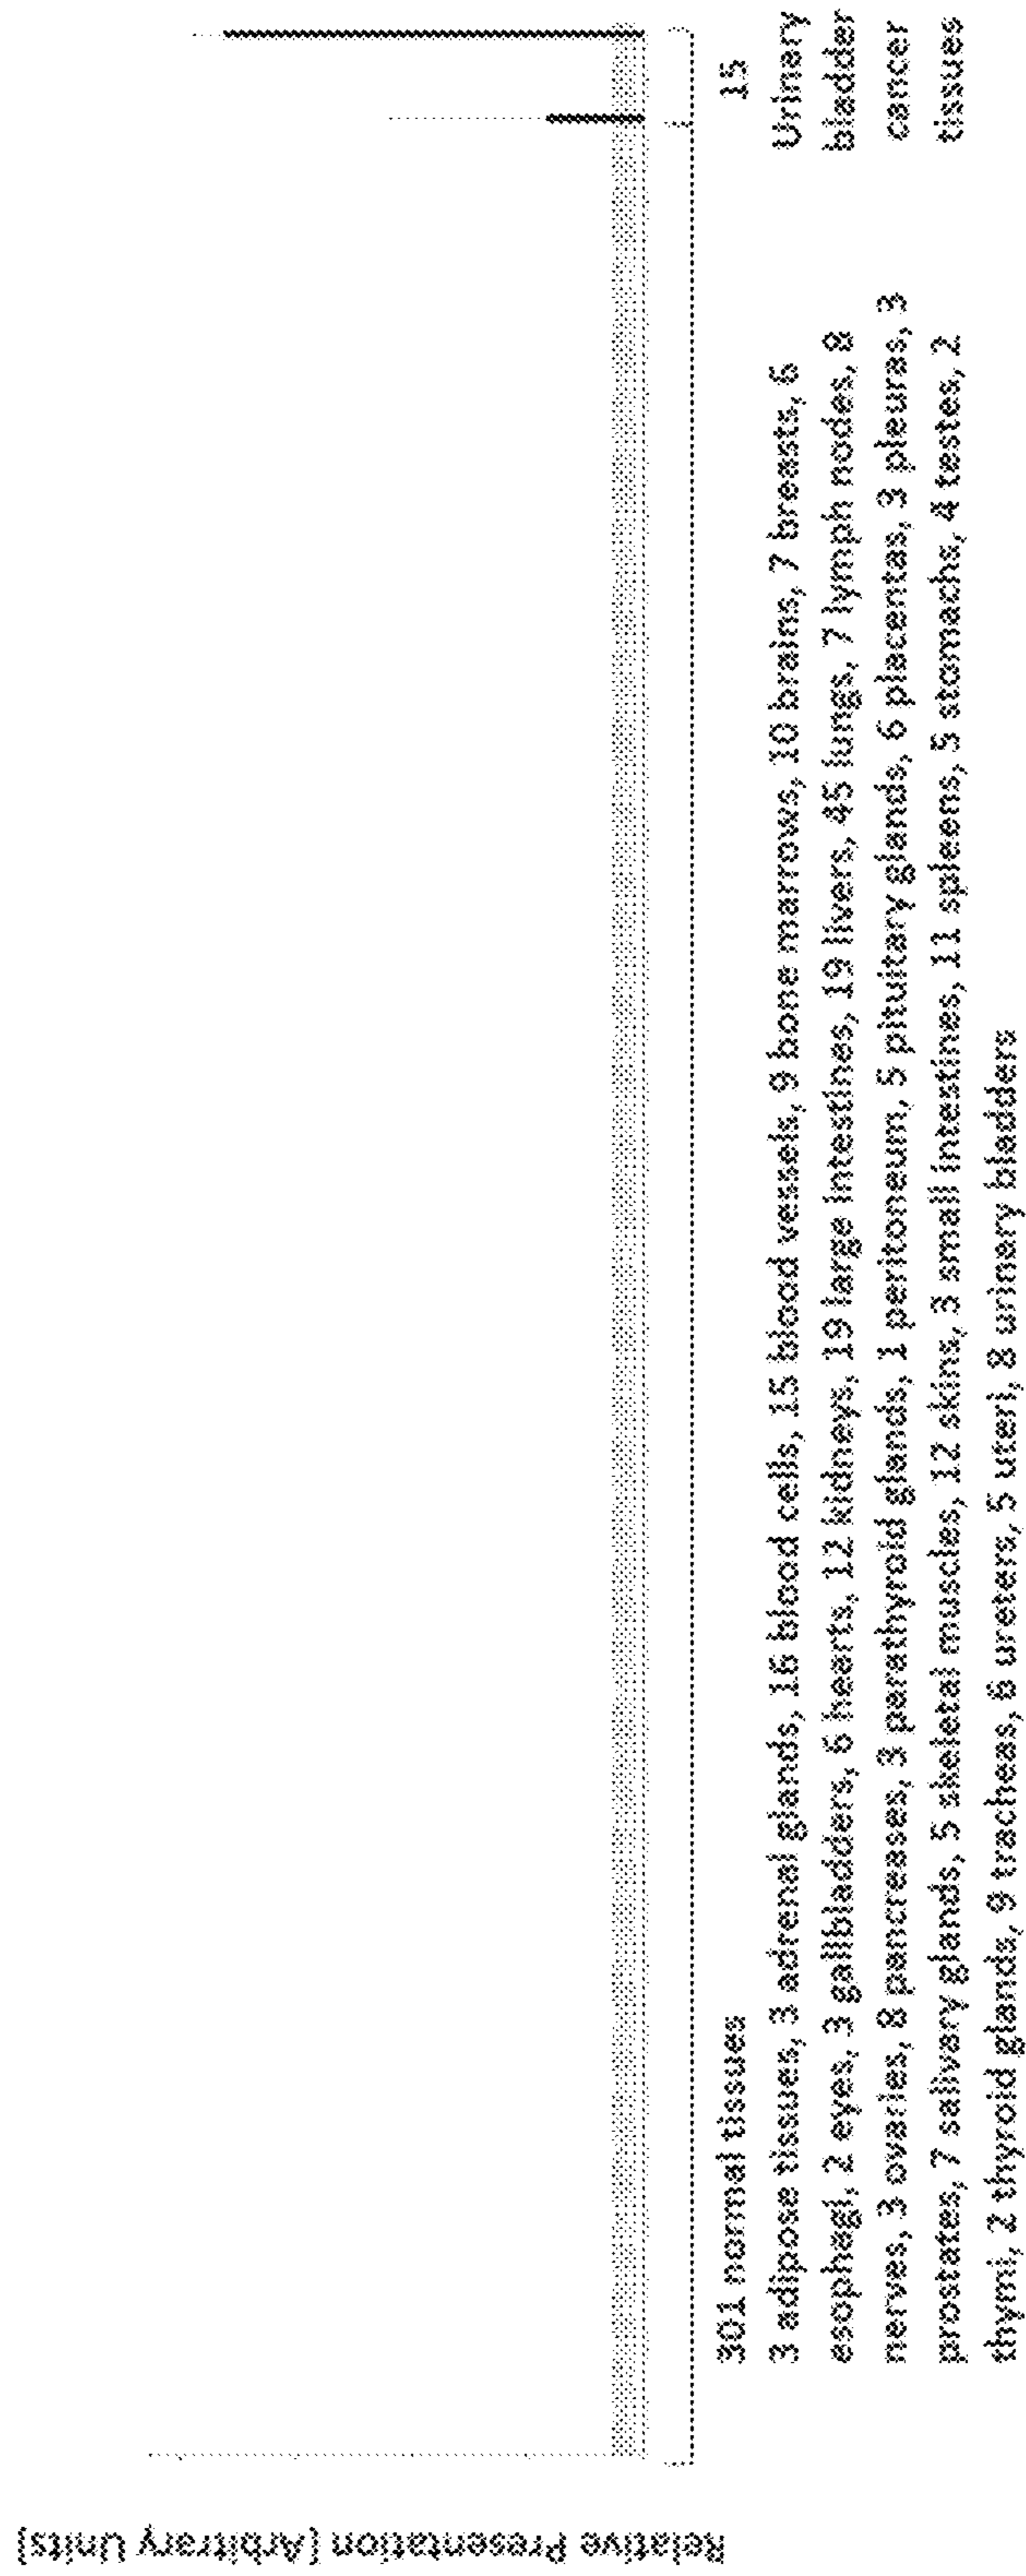 Relative Presentation [Arbitrary Units]
301 normal tissues
3 adipose tissues, 3 adrenal glands, 16 blood cells, 15 blood vessels, 9 bone marrows, 10 brains, 7 breasts, 6
esophagi, 2 eyes, 3 gallbladders, 6 hearts, 12 kidneys, 19 large intestines, 19 livers, 45 lungs, 7 lymph nodes, 8
nerves, 3 ovaries, 8 pancreases, 3 parathyroid glands, 1 peritoneum, 5 pituitary glands, 6 placentas, 3 pleuras, 3
prostates, 7 salivary glands, 5 skeletal muscles, 12 skins, 3 small intestines, 11 spleens, 5 stomachs, 4 testes, 2
thymi, 2 thyroid glands, 9 tracheas, 6 ureters, 5 uteri, 8 urinary bladders
15
Urinary
bladder
cancer
tissues